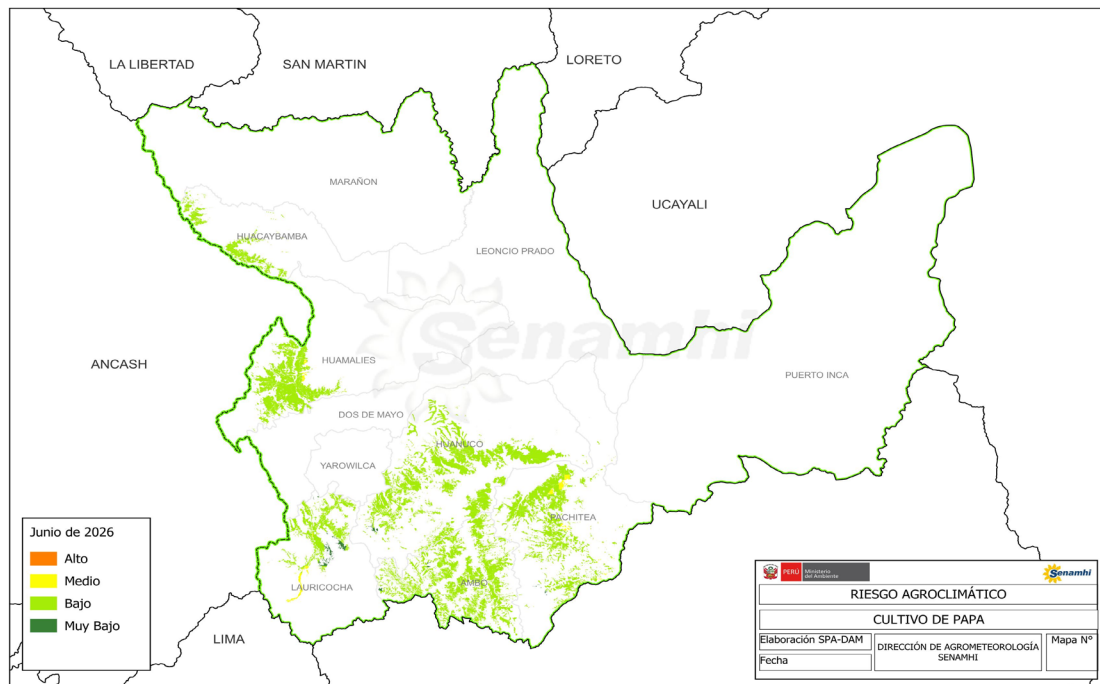 LA LIBERTAD
SAN MARTIN
LORETO
MARAÑON
UCAYALI
HUACAYBAMBA
LEONCIO PRADO
Senamhi
ANCASH
HUAMALIES
PUERTO INCA
DOS DE MAYO
HUANUCO
YAROWILCA
PACHITEA
LAURICOCHA
AMBO
LIMA
Junio de 2026
Alto
Medio
Bajo
Muy Bajo
PERÚ Ministerio del Ambiente
Senamhi
RIESGO AGROCLIMÁTICO
CULTIVO DE PAPA
Elaboración SPA-DAM
Fecha
DIRECCIÓN DE AGROMETEOROLOGÍA
SENAMHI
Mapa N°